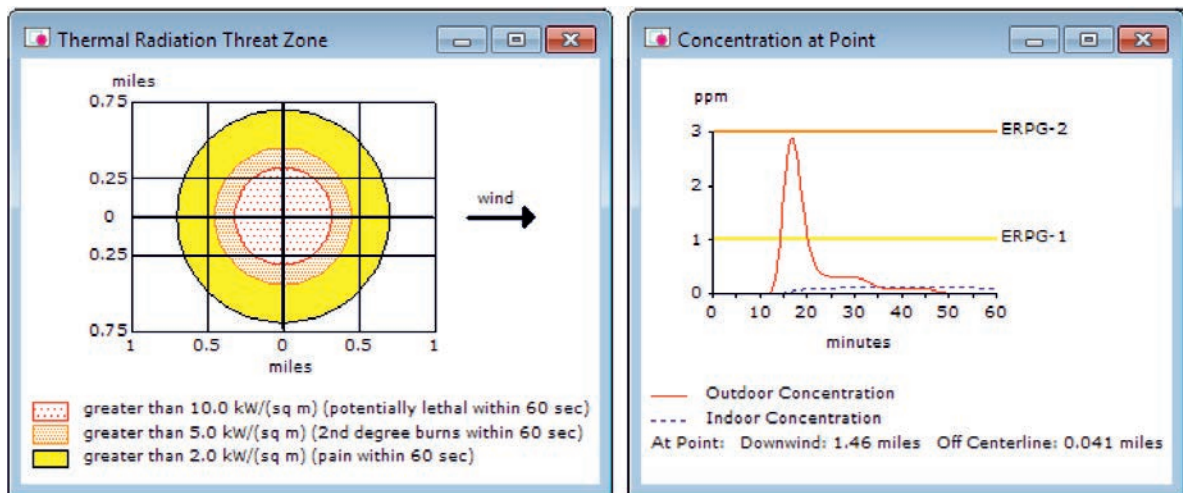 Thermal Radiation Threat Zone
miles
0.75
0.25
0
0.25
0.75
1 0.5 0 0.5 1
miles
wind
greater than 10.0 kW/(sq m) (potentially lethal within 60 sec)
greater than 5.0 kW/(sq m) (2nd degree burns within 60 sec)
greater than 2.0 kW/(sq m) (pain within 60 sec)
Concentration at Point
ppm
3 ERPG-2
2
1 ERPG-1
0
0 10 20 30 40 50 60
minutes
Outdoor Concentration
Indoor Concentration
At Point: Downwind: 1.46 miles Off Centerline: 0.041 miles